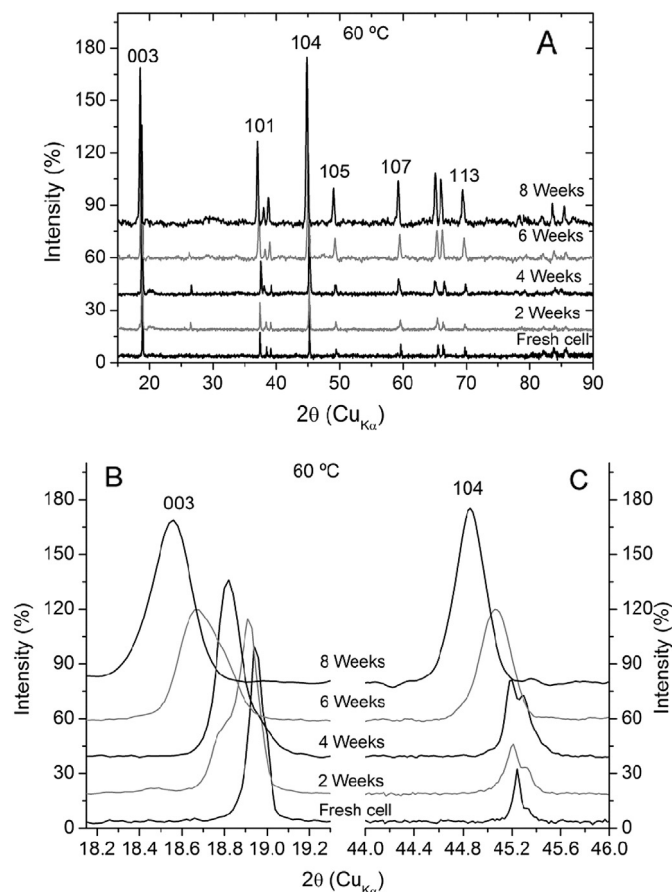 60 ºC
A
003
104
101
105
107
113
8 Weeks
6 Weeks
4 Weeks
2 Weeks
Fresh cell
Intensity (%)
180
150
120
90
60
30
0
20 30 40 50 60 70 80 90
2θ (CuKα)
60 ºC
B
C
003
104
8 Weeks
6 Weeks
4 Weeks
2 Weeks
Fresh cell
Intensity (%)
180
150
120
90
60
30
0
Intensity (%)
180
150
120
90
60
30
0
18.2 18.4 18.6 18.8 19.0 19.2
44.0 44.4 44.8 45.2 45.6 46.0
2θ (CuKα)